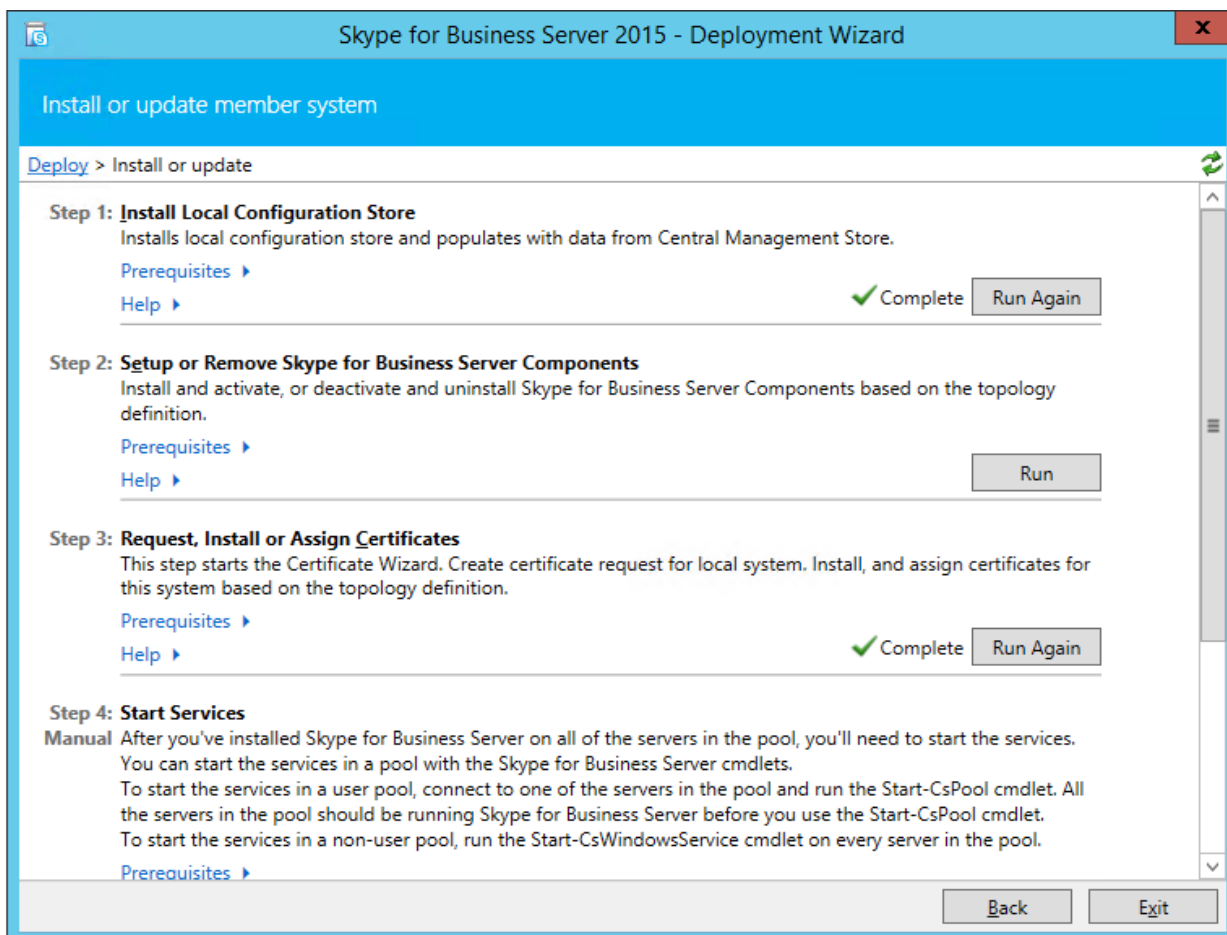 Skype for Business Server 2015 - Deployment Wizard
x
Install or update member system
Deploy > Install or update
Step 1: Install Local Configuration Store
Installs local configuration store and populates with data from Central Management Store.
Prerequisites
Help
Complete
Run Again
Step 2: Setup or Remove Skype for Business Server Components
Install and activate, or deactivate and uninstall Skype for Business Server Components based on the topology
definition.
Prerequisites
Help
Run
Step 3: Request, Install or Assign Certificates
This step starts the Certificate Wizard. Create certificate request for local system. Install, and assign certificates for
this system based on the topology definition.
Prerequisites
Help
Complete
Run Again
Step 4: Start Services
Manual After you've installed Skype for Business Server on all of the servers in the pool, you'll need to start the services.
You can start the services in a pool with the Skype for Business Server cmdlets.
To start the services in a user pool, connect to one of the servers in the pool and run the Start-CsPool cmdlet. All
the servers in the pool should be running Skype for Business Server before you use the Start-CsPool cmdlet.
To start the services in a non-user pool, run the Start-CsWindowsService cmdlet on every server in the pool.
Prerequisites
Back
Exit